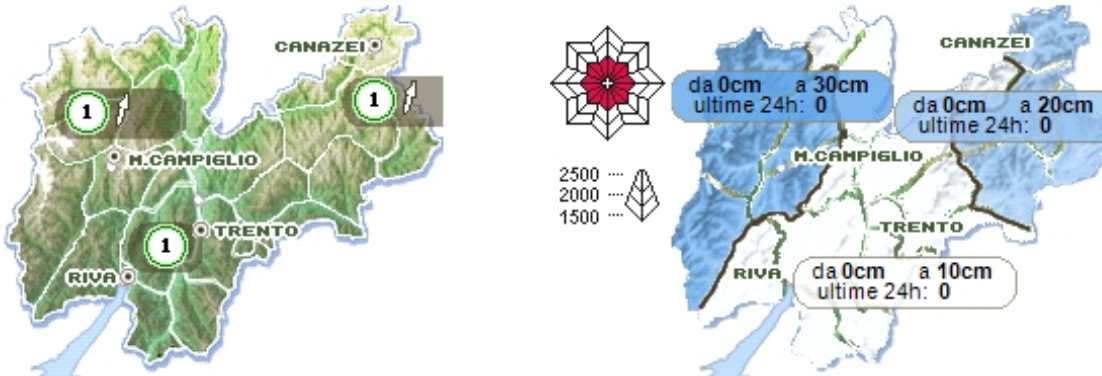 CANAZEI
1
1
M.CAMPIGLIO
1
TRENTO
RIVA
CANAZEI
da 0cm a 30cm
ultime 24h: 0
da 0cm a 20cm
ultime 24h: 0
M.CAMPIGLIO
2500
2000
1500
TRENTO
RIVA
da 0cm a 10cm
ultime 24h: 0